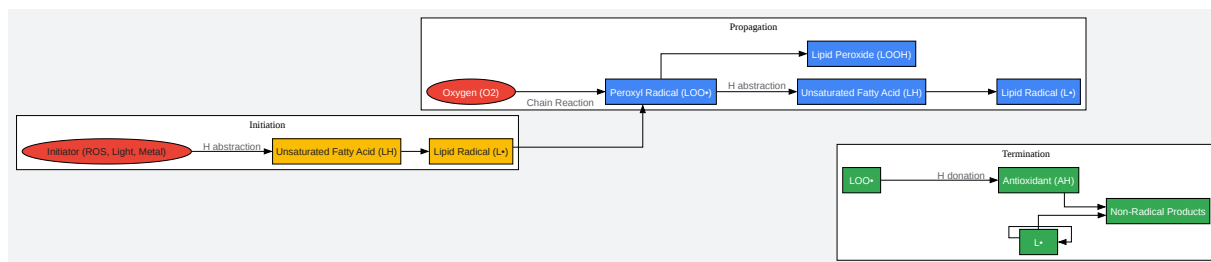 Propagation
Lipid Peroxide (LOOH)
Oxygen (O2)
Chain Reaction
Peroxyl Radical (LOO•)
H abstraction
Unsaturated Fatty Acid (LH)
Lipid Radical (L•)
Initiation
Initiator (ROS, Light, Metal)
H abstraction
Unsaturated Fatty Acid (LH)
Lipid Radical (L•)
Termination
LOO•
H donation
Antioxidant (AH)
Non-Radical Products
L•